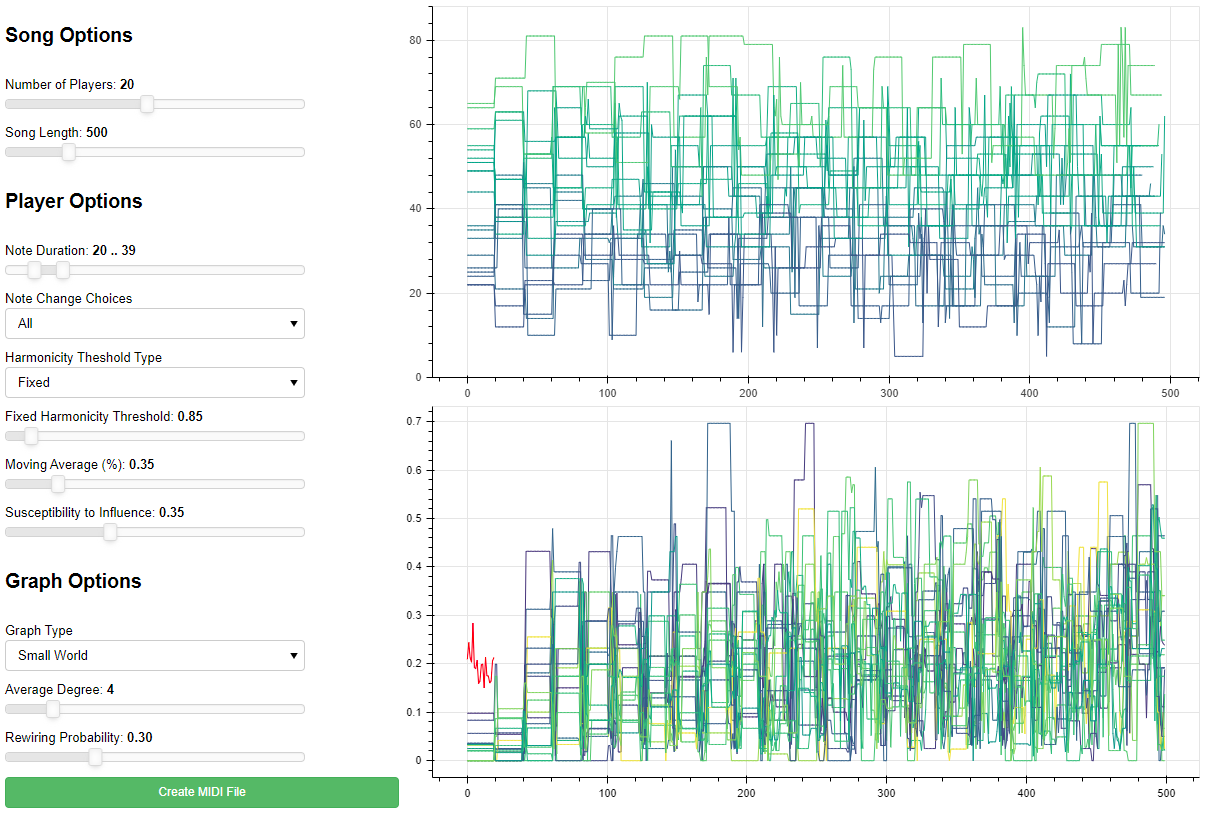 Song Options
Number of Players: 20
Song Length: 500
Player Options
Note Duration: 20 .. 39
Note Change Choices
All
Harmonicity Theshold Type
Fixed
Fixed Harmonicity Threshold: 0.85
Moving Average (%): 0.35
Susceptibility to Influence: 0.35
Graph Options
Graph Type
Small World
Average Degree: 4
Rewiring Probability: 0.30
Create MIDI File
80
60
40
20
0
0 100 200 300 400 500
0.7
0.6
0.5
0.4
0.3
0.2
0.1
0
0 100 200 300 400 500